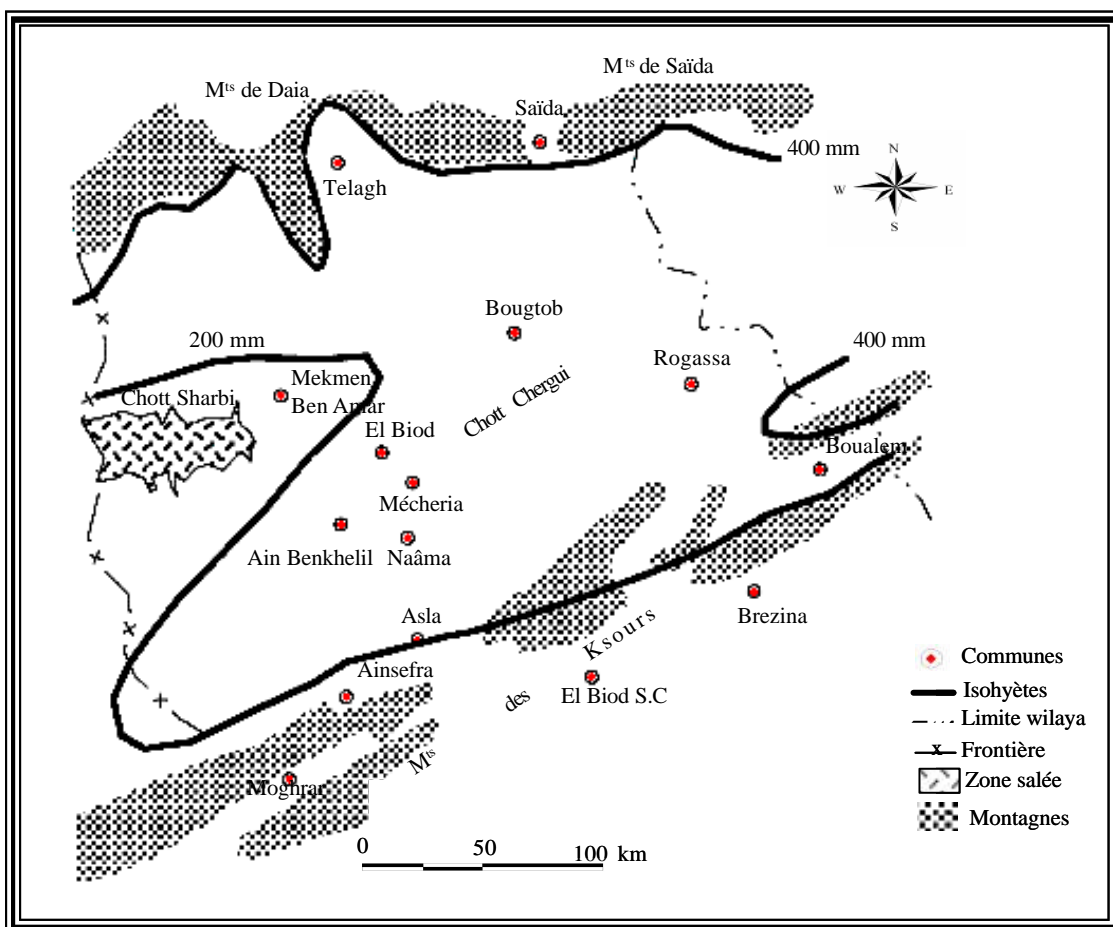 Mts de Saïda
Mts de Daia
Saïda
400 mm
Telagh
N
W
E
S
Bougtob
200 mm
400 mm
Rogassa
Mekmen
Ben Amar
Chott Sharbi
Chott Chergui
El Biod
Boualem
Mécheria
Ain Benkhelil
Naâma
Brezina
Asla
Ainsefra
Mts des Ksours
El Biod S.C
Moghrar
Communes
Isohyètes
Limite wilaya
Frontière
Zone salée
Montagnes
0 50 100 km